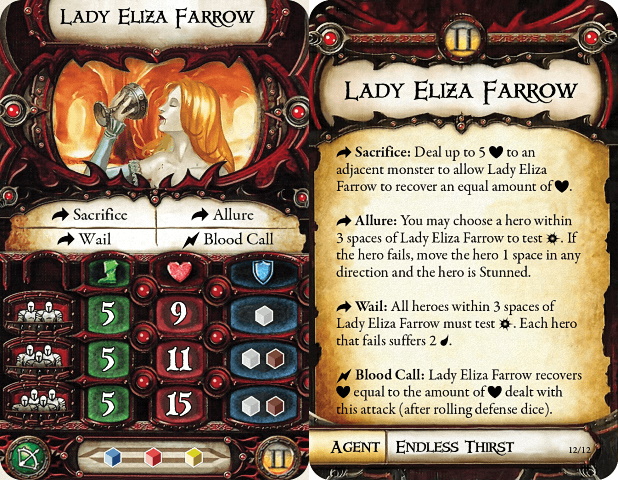 LADY ELIZA FARROW
Sacrifice
Allure
Wail
Blood Call
5 9
5 11
5 15
II
II
LADY ELIZA FARROW
Sacrifice: Deal up to 5 to an
adjacent monster to allow Lady Eliza
Farrow to recover an equal amount of .
Allure: You may choose a hero within
3 spaces of Lady Eliza Farrow to test . If
the hero fails, move the hero 1 space in any
direction and the hero is Stunned.
Wail: All heroes within 3 spaces of
Lady Eliza Farrow must test . Each hero
that fails suffers 2 .
Blood Call: Lady Eliza Farrow recovers
equal to the amount of dealt with
this attack (after rolling defense dice).
AGENT ENDLESS THIRST 12/12